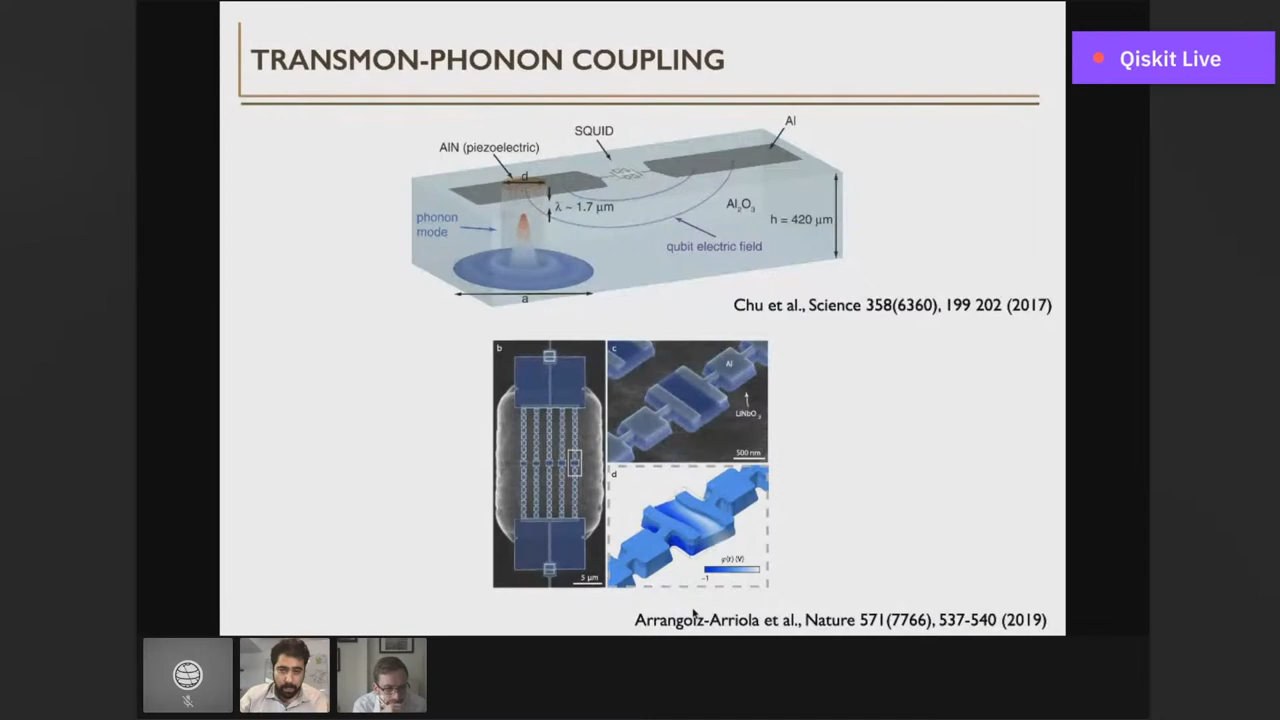 TRANSMON-PHONON COUPLING
Qiskit Live
SQUID
Al
AlN (piezoelectric)
d
λ ~ 1.7 μm
Al₂O₃
h = 420 μm
phonon
mode
qubit electric field
a
Chu et al., Science 358(6360), 199 202 (2017)
b
c
Al
LiNbO₃
500 nm
d
5 μm
−1
Arrangoiz-Arriola et al., Nature 571(7766), 537-540 (2019)